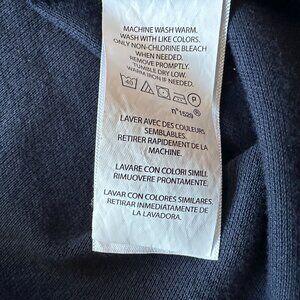 MACHINE WASH WARM.
WASH WITH LIKE COLORS.
ONLY NON-CHLORINE BLEACH
WHEN NEEDED.
REMOVE PROMPTLY.
TUMBLE DRY LOW.
WARM IRON IF NEEDED.
40 P
n°1529®
LAVER AVEC DES COULEURS
SEMBLABLES.
RETIRER RAPIDEMENT DE LA
MACHINE.
LAVARE CON COLORI SIMILI.
RIMUOVERE PRONTAMENTE.
LAVAR CON COLORES SIMILARES.
RETIRAR INMEDIATAMENTE DE
LA LAVADORA.